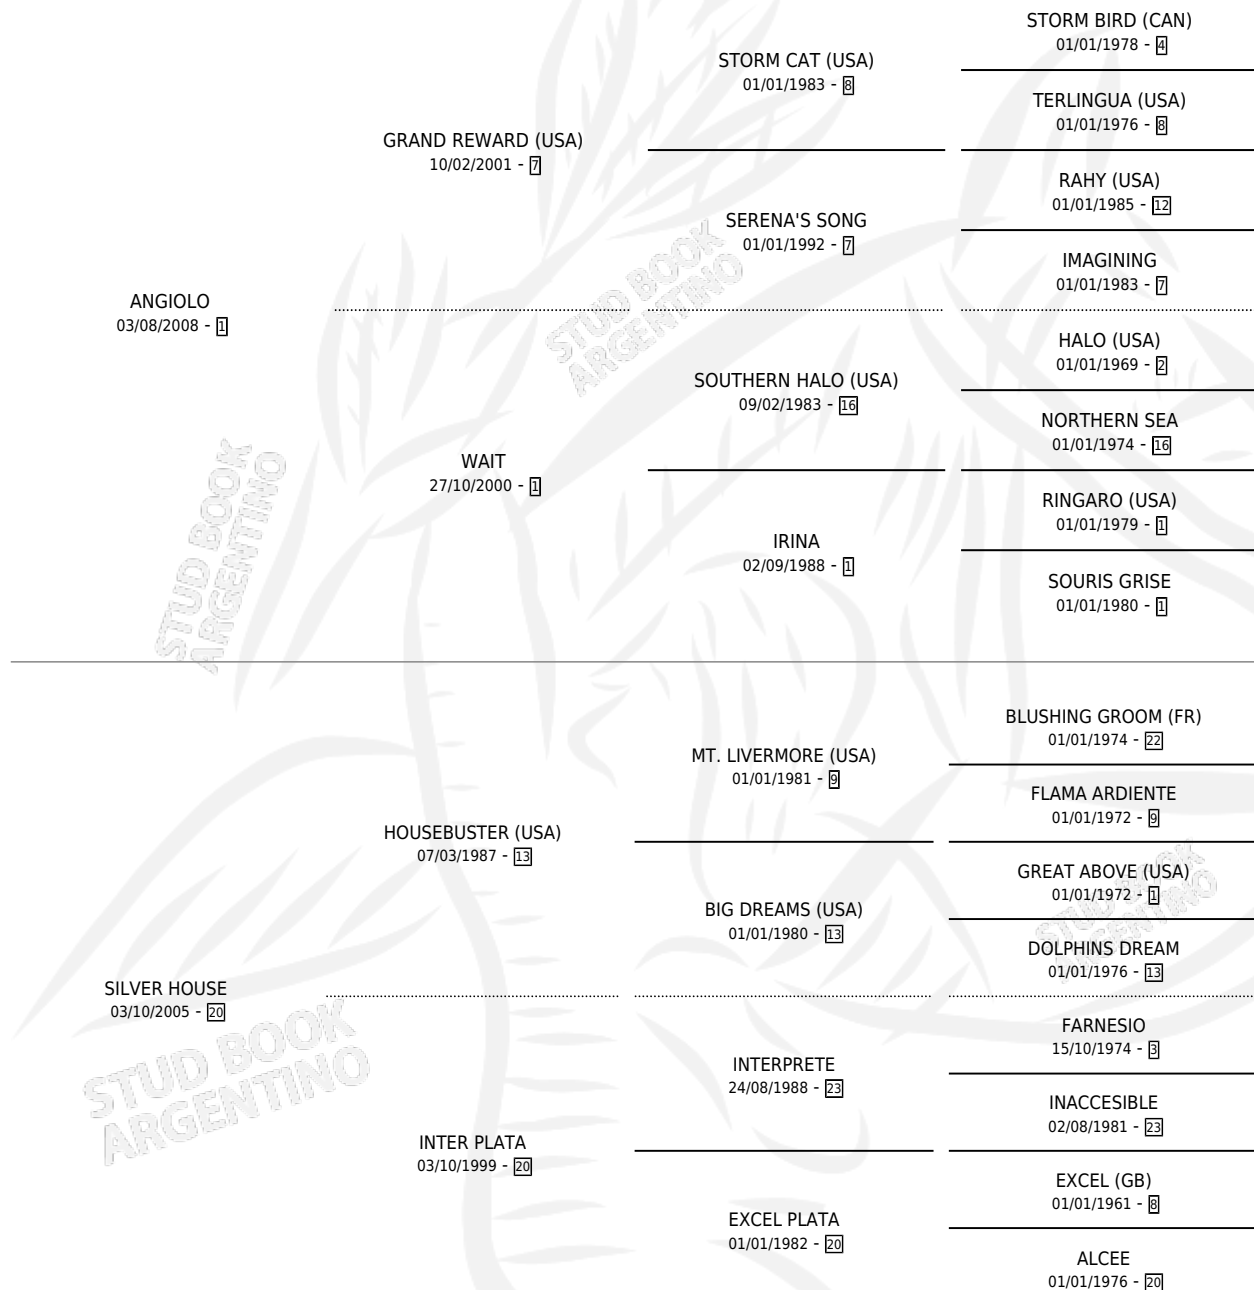 STORM BIRD (CAN)
01/01/1978 - 4
STORM CAT (USA)
01/01/1983 - 8
TERLINGUA (USA)
01/01/1976 - 8
GRAND REWARD (USA)
10/02/2001 - 7
RAHY (USA)
01/01/1985 - 12
SERENA'S SONG
01/01/1992 - 7
IMAGINING
01/01/1983 - 7
ANGIOLO
03/08/2008 - 1
HALO (USA)
01/01/1969 - 2
SOUTHERN HALO (USA)
09/02/1983 - 16
NORTHERN SEA
01/01/1974 - 16
WAIT
27/10/2000 - 1
RINGARO (USA)
01/01/1979 - 1
IRINA
02/09/1988 - 1
SOURIS GRISE
01/01/1980 - 1
BLUSHING GROOM (FR)
01/01/1974 - 22
MT. LIVERMORE (USA)
01/01/1981 - 9
FLAMA ARDIENTE
01/01/1972 - 9
HOUSEBUSTER (USA)
07/03/1987 - 13
GREAT ABOVE (USA)
01/01/1972 - 1
BIG DREAMS (USA)
01/01/1980 - 13
DOLPHINS DREAM
01/01/1976 - 13
SILVER HOUSE
03/10/2005 - 20
FARNESIO
15/10/1974 - 3
INTERPRETE
24/08/1988 - 23
INACCESIBLE
02/08/1981 - 23
INTER PLATA
03/10/1999 - 20
EXCEL (GB)
01/01/1961 - 8
EXCEL PLATA
01/01/1982 - 20
ALCEE
01/01/1976 - 20
STUD BOOK
ARGENTINO
STUD BOOK
ARGENTINO
STUD BOOK
ARGENTINO
STUD BOOK
ARGENTINO